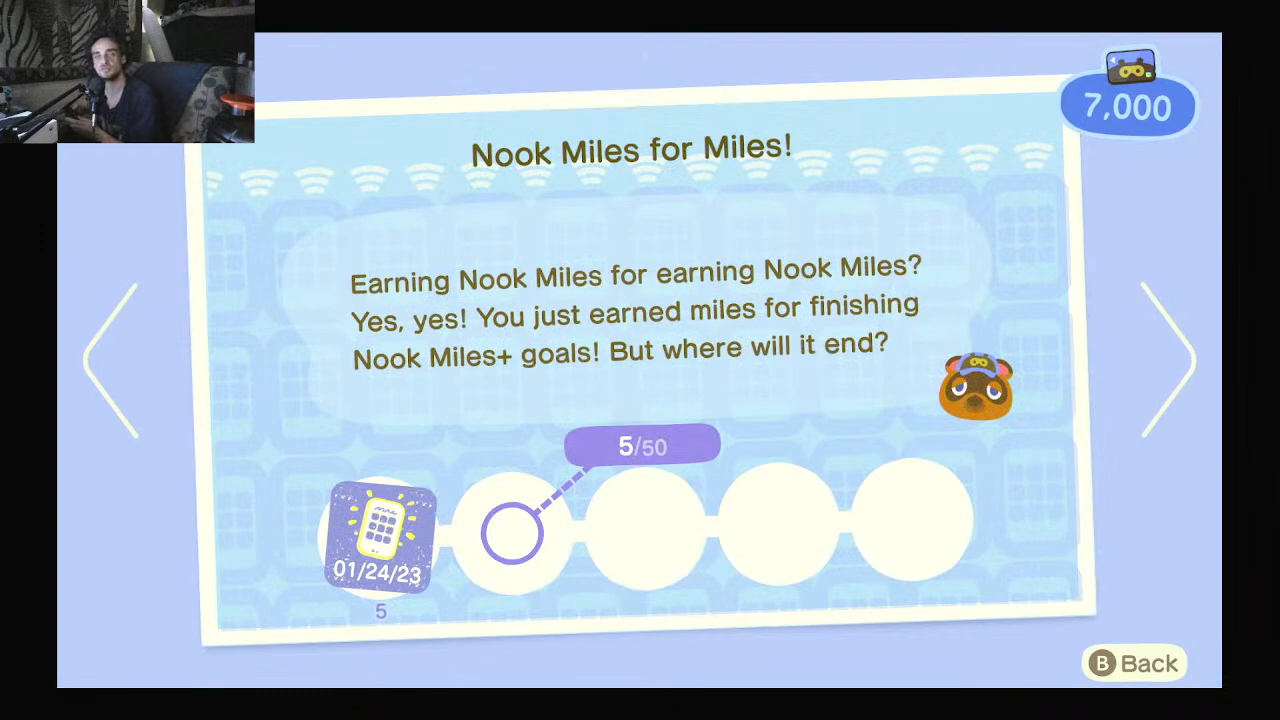 7,000
Nook Miles for Miles!
Earning Nook Miles for earning Nook Miles?
Yes, yes! You just earned miles for finishing
Nook Miles+ goals! But where will it end?
5/50
01/24/23
5
B Back